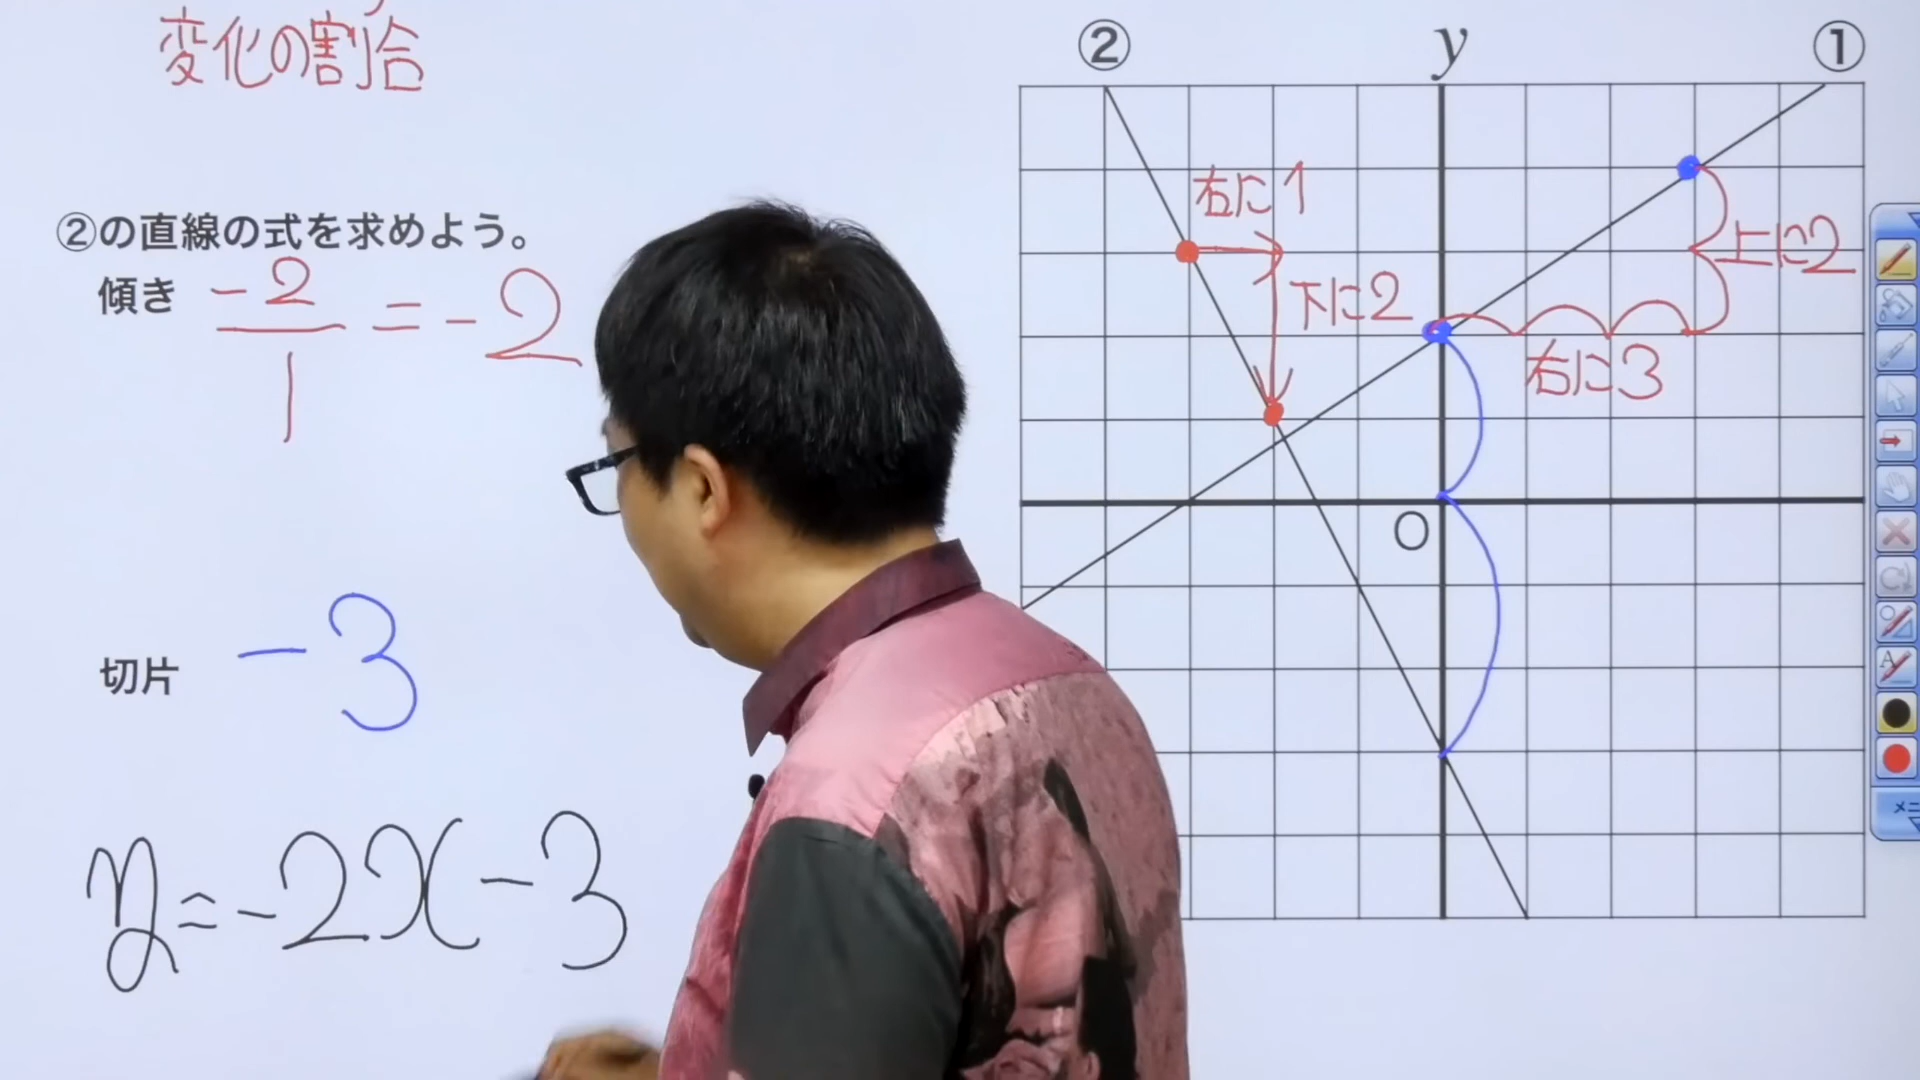 変化の割合
②の直線の式を求めよう。
傾き -2/1 = -2
切片 -3
y=-2x-3
② y ①
右に1
下に2
上に2
右に3
O
メニ